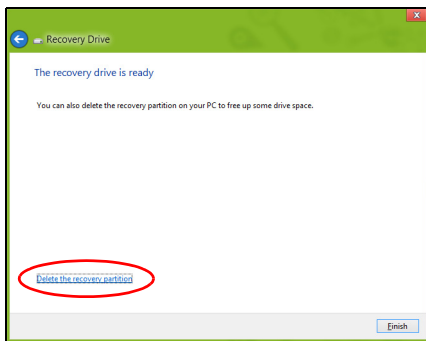 x
Recovery Drive
The recovery drive is ready
You can also delete the recovery partition on your PC to free up some drive space.
Delete the recovery partition
Finish